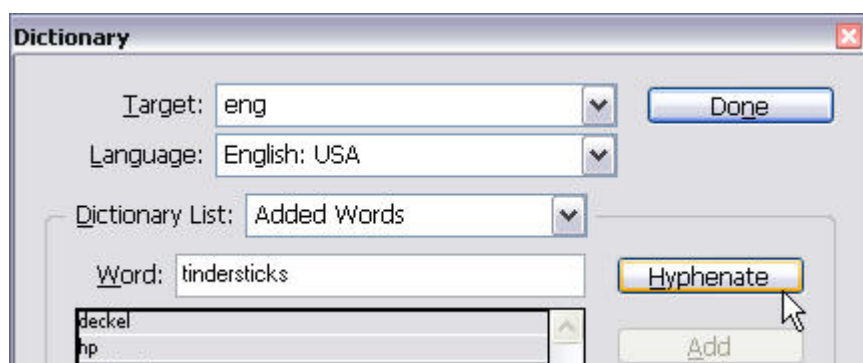 Dictionary
Target: eng
Done
Language: English: USA
Dictionary List: Added Words
Word: tindersticks
Hyphenate
deckel
hp
Add